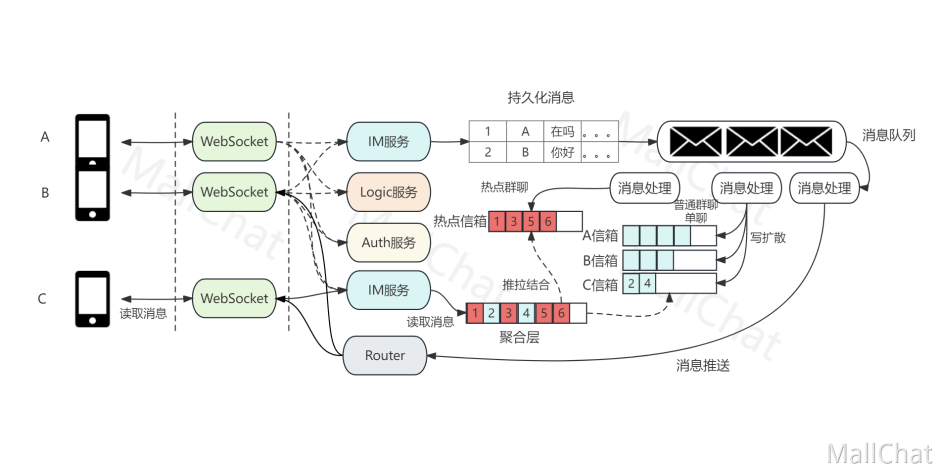 持久化消息
A
WebSocket
IM服务
1 A 在吗 。。。
2 B 你好 。。。
消息队列
B
WebSocket
Logic服务
热点群聊
消息处理
消息处理
消息处理
热点信箱
1 3 5 6
普通群聊
单聊
A信箱
写扩散
Auth服务
B信箱
C
WebSocket
IM服务
推拉结合
C信箱
2 4
读取消息
读取消息
1 2 3 4 5 6
聚合层
Router
消息推送
MallChat
MallChat
MallChat
MallChat
MallChat